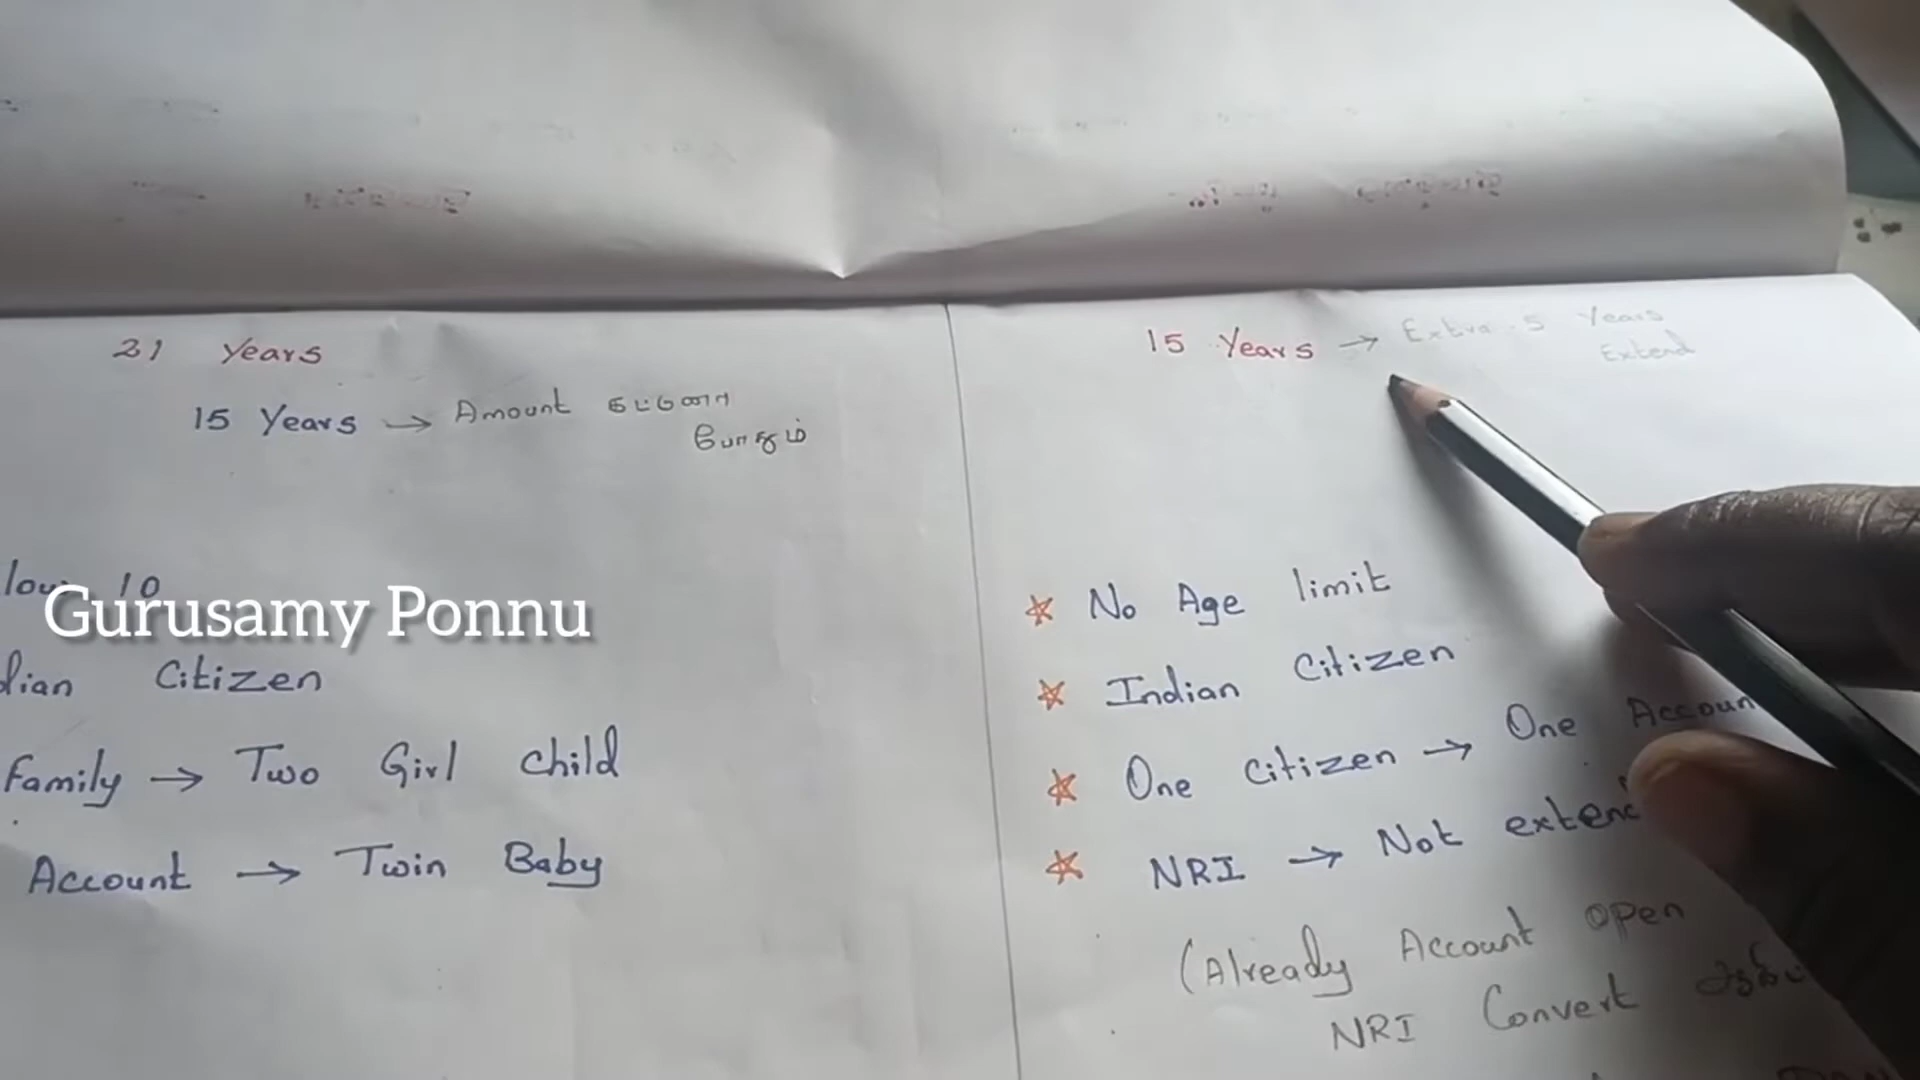 21 Years
15 Years → Amount கட்டினா
போதும்
10
Gurusamy Ponnu
dian Citizen
Family → Two Girl child
Account → Twin Baby
15 Years → Extra 5 Years
Extend
☆ No Age limit
☆ Indian Citizen
☆ One Citizen → One Accoun
☆ NRI → Not extend
(Already Account open
NRI Convert